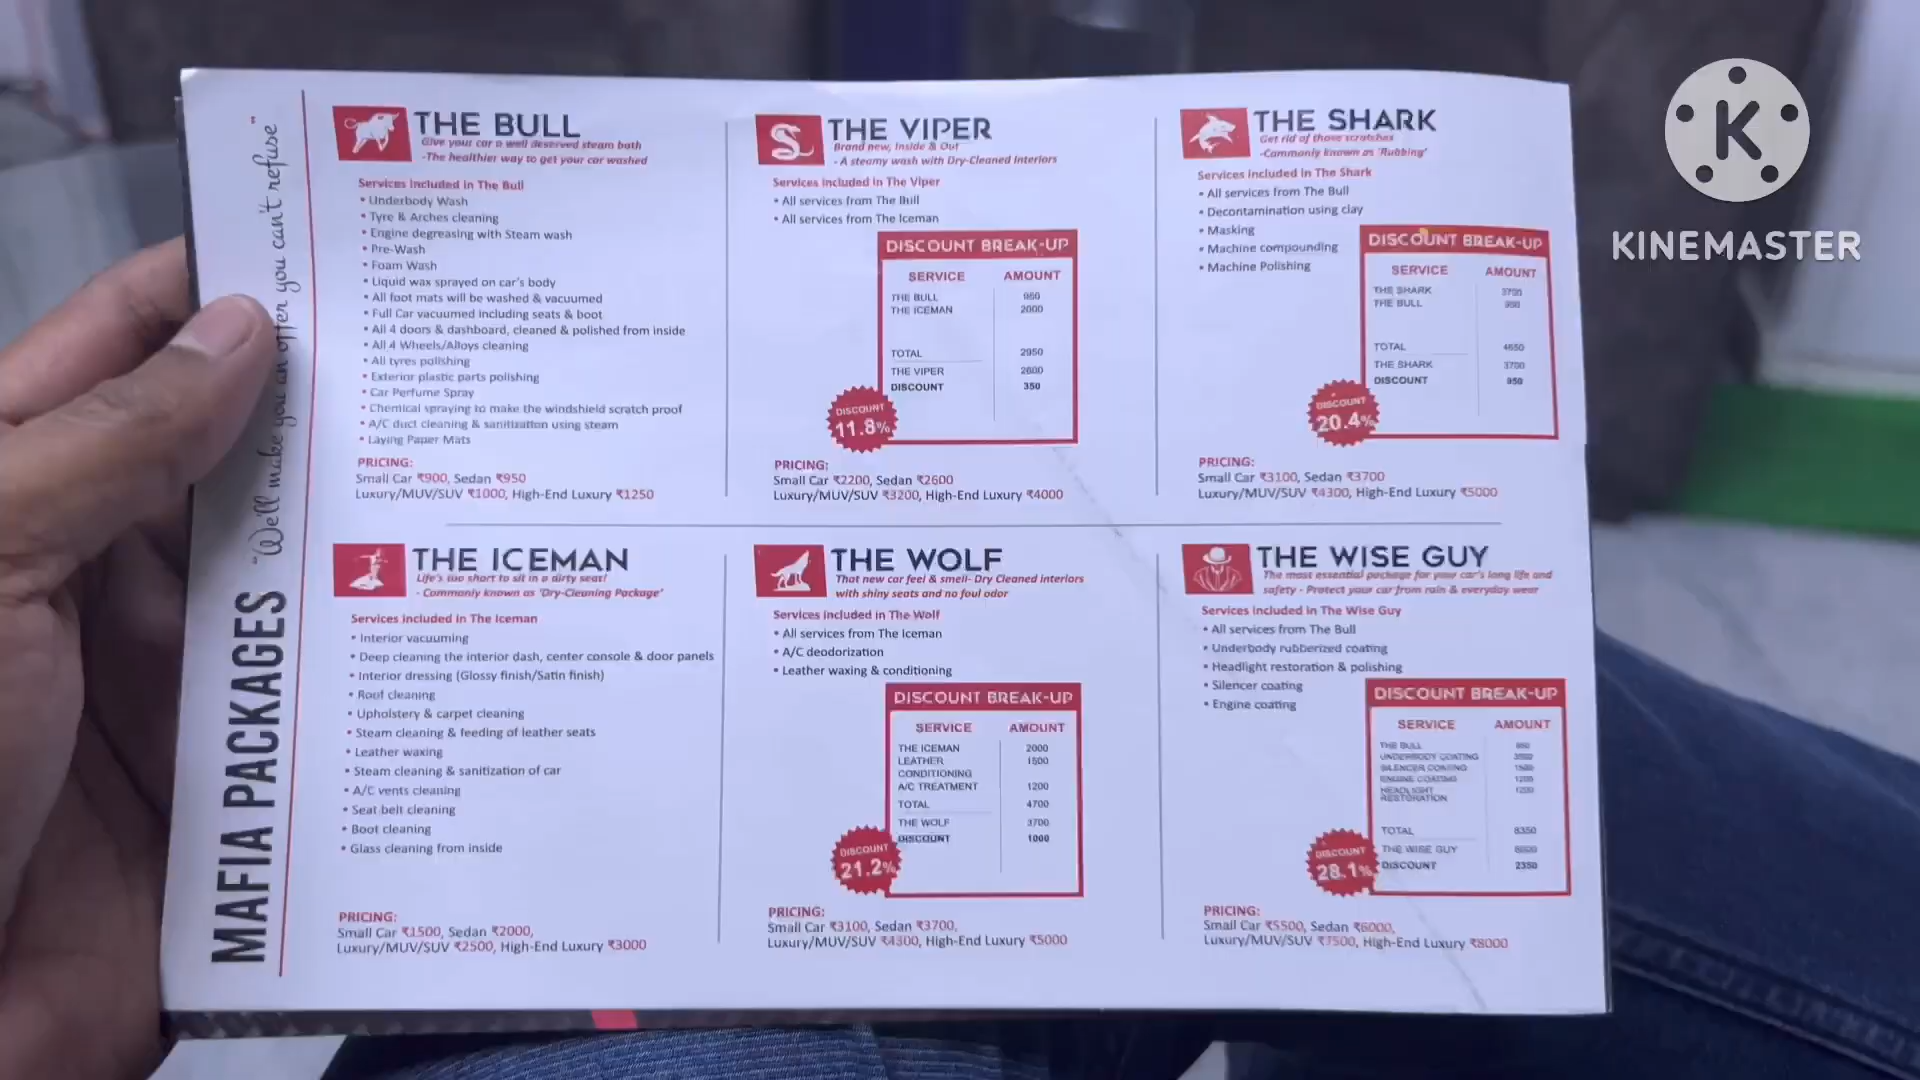 MAFIA PACKAGES "We'll make you an offer you can't refuse"
THE BULL
Give your car a well deserved steam bath
-The healthier way to get your car washed
Services included in The Bull
• Underbody Wash
• Tyre & Arches cleaning
• Engine degreasing with Steam wash
• Pre-Wash
• Foam Wash
• Liquid wax sprayed on car's body
• All foot mats will be washed & vacuumed
• Full Car vacuumed including seats & boot
• All 4 doors & dashboard, cleaned & polished from inside
• All 4 Wheels/Alloys cleaning
• All tyres polishing
• Exterior plastic parts polishing
• Car Perfume Spray
• Chemical spraying to make the windshield scratch proof
• A/C duct cleaning & sanitization using steam
• Laying Paper Mats
PRICING:
Small Car ₹900, Sedan ₹950
Luxury/MUV/SUV ₹1000, High-End Luxury ₹1250
THE VIPER
Brand new, Inside & Out
- A steamy wash with Dry-Cleaned Interiors
Services included in The Viper
• All services from The Bull
• All services from The Iceman
DISCOUNT BREAK-UP
SERVICE AMOUNT
THE BULL 950
THE ICEMAN 2000
TOTAL 2950
THE VIPER 2600
DISCOUNT 350
DISCOUNT
11.8%
PRICING:
Small Car ₹2200, Sedan ₹2600
Luxury/MUV/SUV ₹3200, High-End Luxury ₹4000
THE SHARK
Get rid of those scratches
-Commonly known as 'Rubbing'
Services included in The Shark
• All services from The Bull
• Decontamination using clay
• Masking
• Machine compounding
• Machine Polishing
DISCOUNT BREAK-UP
SERVICE AMOUNT
THE SHARK 3700
THE BULL 950
TOTAL 4650
THE SHARK 3700
DISCOUNT 950
DISCOUNT
20.4%
PRICING:
Small Car ₹3100, Sedan ₹3700
Luxury/MUV/SUV ₹4300, High-End Luxury ₹5000
THE ICEMAN
Life's too short to sit in a dirty seat!
- Commonly known as 'Dry-Cleaning Package'
Services included in The Iceman
• Interior vacuuming
• Deep cleaning the interior dash, center console & door panels
• Interior dressing (Glossy finish/Satin finish)
• Roof cleaning
• Upholstery & carpet cleaning
• Steam cleaning & feeding of leather seats
• Leather waxing
• Steam cleaning & sanitization of car
• A/C vents cleaning
• Seat belt cleaning
• Boot cleaning
• Glass cleaning from inside
PRICING:
Small Car ₹1500, Sedan ₹2000,
Luxury/MUV/SUV ₹2500, High-End Luxury ₹3000
THE WOLF
That new car feel & smell- Dry Cleaned interiors
with shiny seats and no foul odor
Services included in The Wolf
• All services from The Iceman
• A/C deodorization
• Leather waxing & conditioning
DISCOUNT BREAK-UP
SERVICE AMOUNT
THE ICEMAN 2000
LEATHER 1500
CONDITIONING
A/C TREATMENT 1200
TOTAL 4700
THE WOLF 3700
DISCOUNT 1000
DISCOUNT
21.2%
PRICING:
Small Car ₹3100, Sedan ₹3700,
Luxury/MUV/SUV ₹4300, High-End Luxury ₹5000
THE WISE GUY
The most essential package for your car's long life and
safety - Protect your car from rain & everyday wear
Services included in The Wise Guy
• All services from The Bull
• Underbody rubberized coating
• Headlight restoration & polishing
• Silencer coating
• Engine coating
DISCOUNT BREAK-UP
SERVICE AMOUNT
THE BULL 950
UNDERBODY COATING 3500
SILENCER COATING 1500
ENGINE COATING 1200
HEADLIGHT 1200
RESTORATION
TOTAL 8350
THE WISE GUY 6000
DISCOUNT 2350
DISCOUNT
28.1%
PRICING:
Small Car ₹5500, Sedan ₹6000,
Luxury/MUV/SUV ₹7500, High-End Luxury ₹8000
K
KINEMASTER